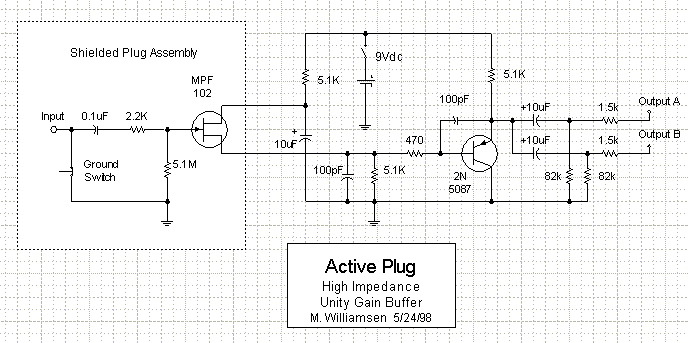 Shielded Plug Assembly
MPF
102
Input
0.1uF
2.2K
5.1M
Ground
Switch
9Vdc
5.1K
5.1K
+
10uF
100pF
5.1K
470
100pF
2N
5087
+10uF
+10uF
1.5k
1.5k
Output A
Output B
82k
82k
Active Plug
High Impedance
Unity Gain Buffer
M. Williamsen 5/24/98